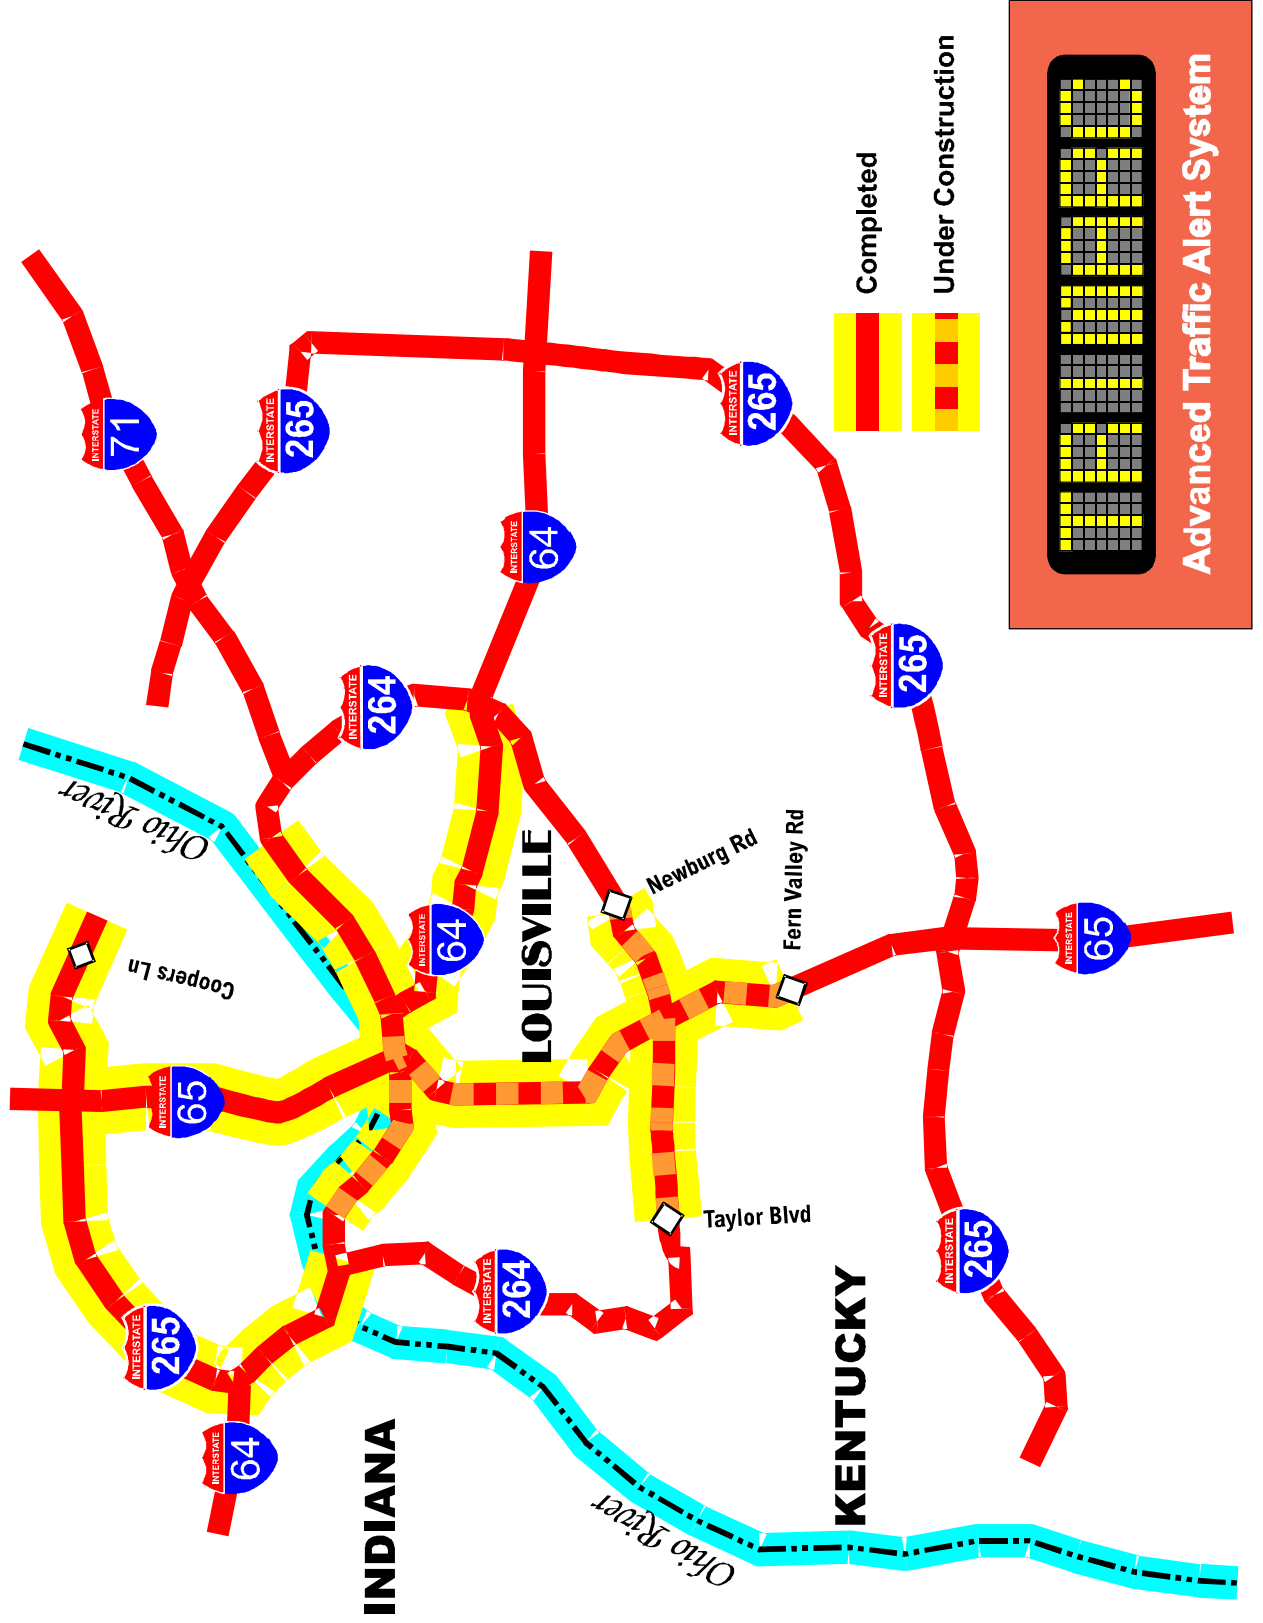 INTERSTATE
71
Coopers Ln
Ohio River
INTERSTATE
265
INTERSTATE
65
INTERSTATE
64
INTERSTATE
265
INTERSTATE
264
INDIANA
INTERSTATE
64
INTERSTATE
264
INTERSTATE
64
LOUISVILLE
Newburg Rd
Ohio River
Taylor Blvd
Fern Valley Rd
INTERSTATE
265
KENTUCKY
Completed
INTERSTATE
265
Under Construction
INTERSTATE
265
INTERSTATE
65
TRIMARC
Advanced Traffic Alert System